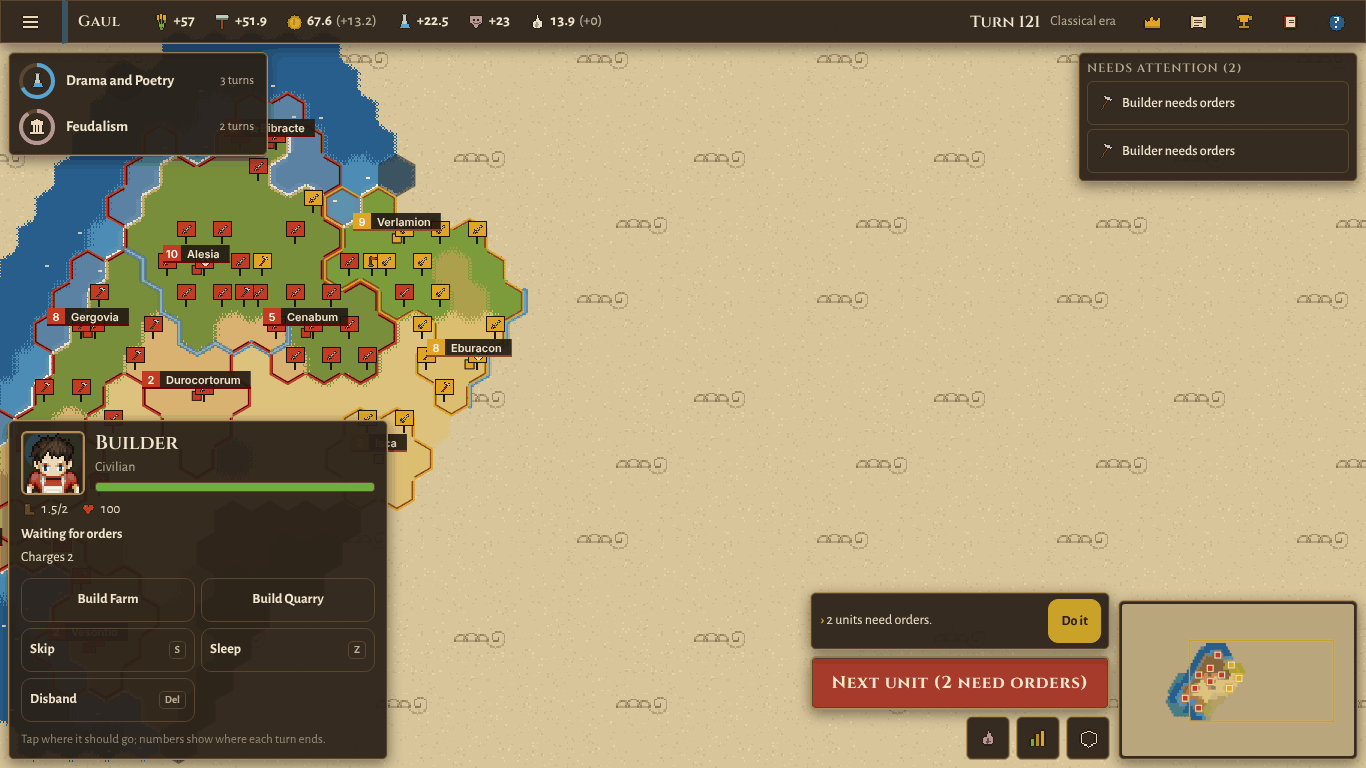 GAUL
+57
+51.9
67.6 (+13.2)
+22.5
+23
13.9 (+0)
TURN 121
Classical era
?
Drama and Poetry
3 turns
Feudalism
2 turns
NEEDS ATTENTION (2)
Builder needs orders
Builder needs orders
ibracte
9 Verlamion
10 Alesia
8 Gergovia
5 Cenabum
8 Eburacon
2 Durocortorum
BUILDER
Civilian
1.5/2
100
Waiting for orders
Charges 2
Build Farm
Build Quarry
Skip
S
Sleep
Z
Disband
Del
Tap where it should go; numbers show where each turn ends.
› 2 units need orders.
Do it
NEXT UNIT (2 NEED ORDERS)